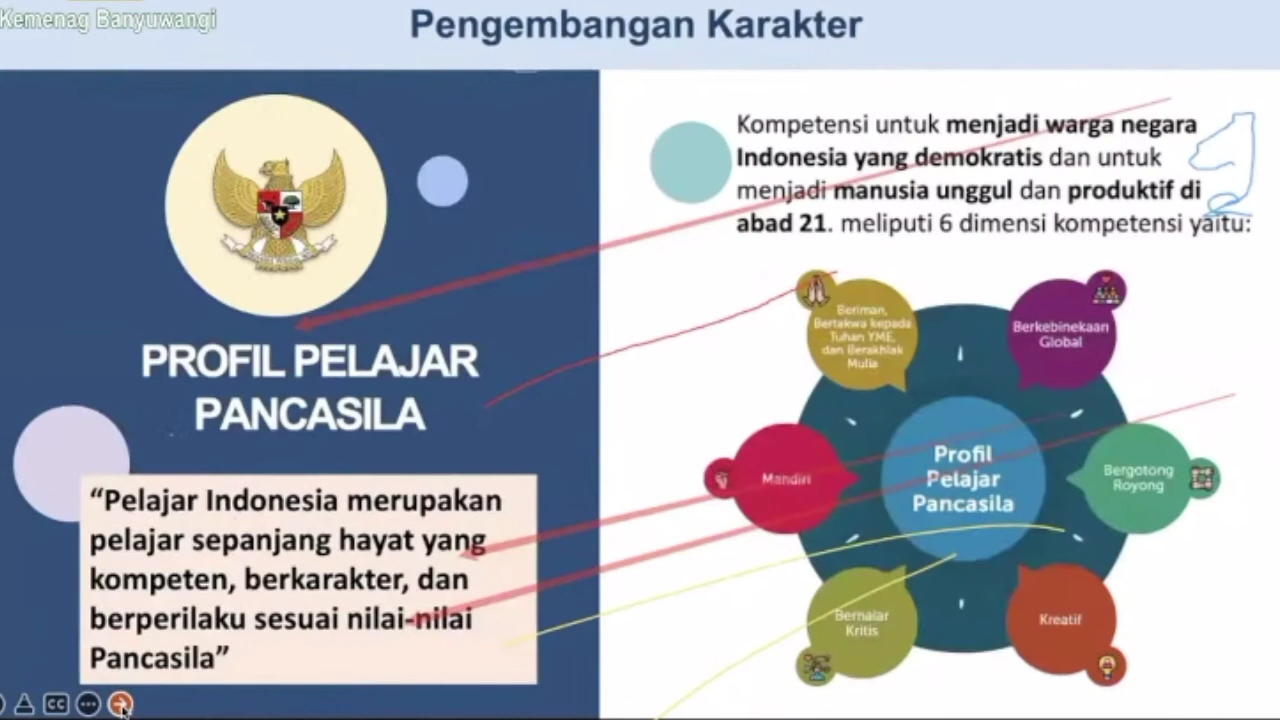 Kemenag Banyuwangi
Pengembangan Karakter
PROFIL PELAJAR
PANCASILA
“Pelajar Indonesia merupakan
pelajar sepanjang hayat yang
kompeten, berkarakter, dan
berperilaku sesuai nilai-nilai
Pancasila”
Kompetensi untuk menjadi warga negara
Indonesia yang demokratis dan untuk
menjadi manusia unggul dan produktif di
abad 21. meliputi 6 dimensi kompetensi yaitu:
Beriman,
Bertakwa kepada
Tuhan YME,
dan Berakhlak
Mulia
Berkebinekaan
Global
Mandiri
Profil
Pelajar
Pancasila
Bergotong
Royong
Bernalar
Kritis
Kreatif
CC